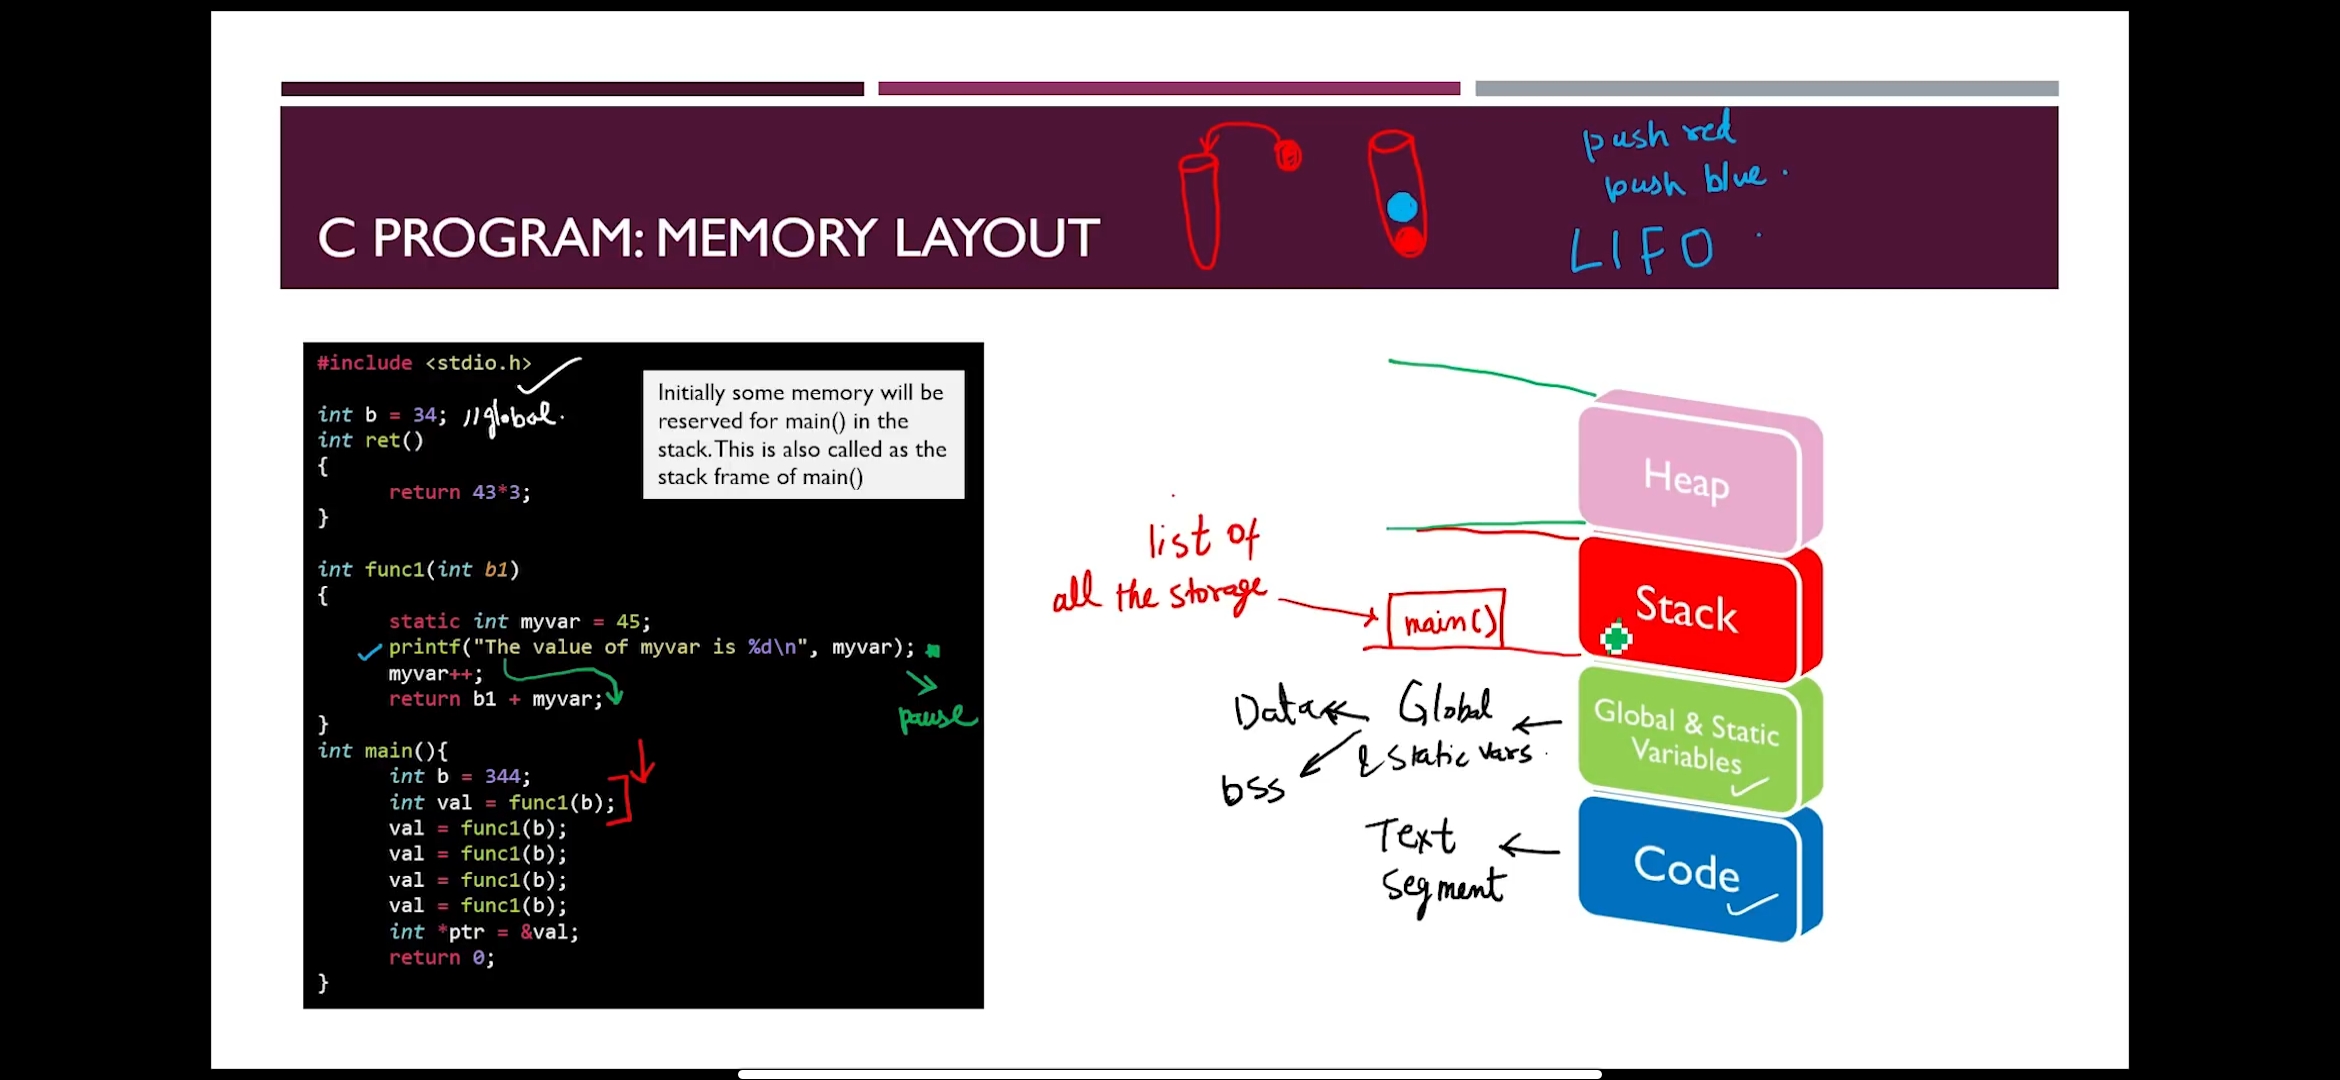 push red
push blue.
LIFO
C PROGRAM: MEMORY LAYOUT
#include <stdio.h>
int b = 34; //global.
int ret()
{
return 43*3;
}
int func1(int b1)
{
static int myvar = 45;
printf("The value of myvar is %d\n", myvar);
myvar++;
return b1 + myvar;
}
int main(){
int b = 344;
int val = func1(b);
val = func1(b);
val = func1(b);
val = func1(b);
val = func1(b);
int *ptr = &val;
return 0;
}
Initially some memory will be
reserved for main() in the
stack. This is also called as the
stack frame of main()
pause
list of
all the storage
main()
Data
Global
& static vars.
bss
Text
segment
Heap
Stack
Global & Static
Variables
Code